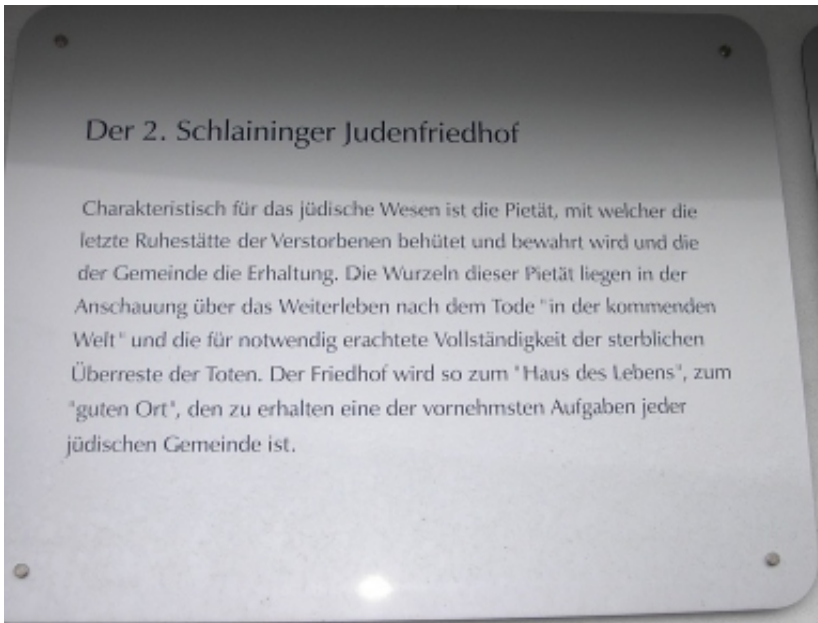 Der 2. Schlaininger Judenfriedhof
Charakteristisch für das jüdische Wesen ist die Pietät, mit welcher die
letzte Ruhestätte der Verstorbenen behütet und bewahrt wird und die
der Gemeinde die Erhaltung. Die Wurzeln dieser Pietät liegen in der
Anschauung über das Weiterleben nach dem Tode "in der kommenden
Welt" und die für notwendig erachtete Vollständigkeit der sterblichen
Überreste der Toten. Der Friedhof wird so zum "Haus des Lebens", zum
"guten Ort", den zu erhalten eine der vornehmsten Aufgaben jeder
jüdischen Gemeinde ist.